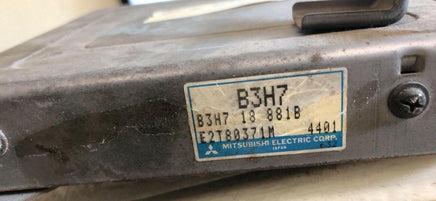 B3H7
B3H7 18 881B
E2T80371M 4401
MITSUBISHI ELECTRIC CORP.
JAPAN